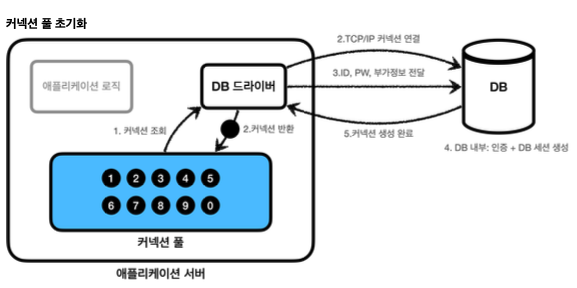 커넥션 풀 초기화
2.TCP/IP 커넥션 연결
애플리케이션 로직
DB 드라이버
3.ID, PW, 부가정보 전달
DB
1. 커넥션 조회
2.커넥션 반환
5.커넥션 생성 완료
4. DB 내부: 인증 + DB 세션 생성
1 2 3 4 5
6 7 8 9 0
커넥션 풀
애플리케이션 서버